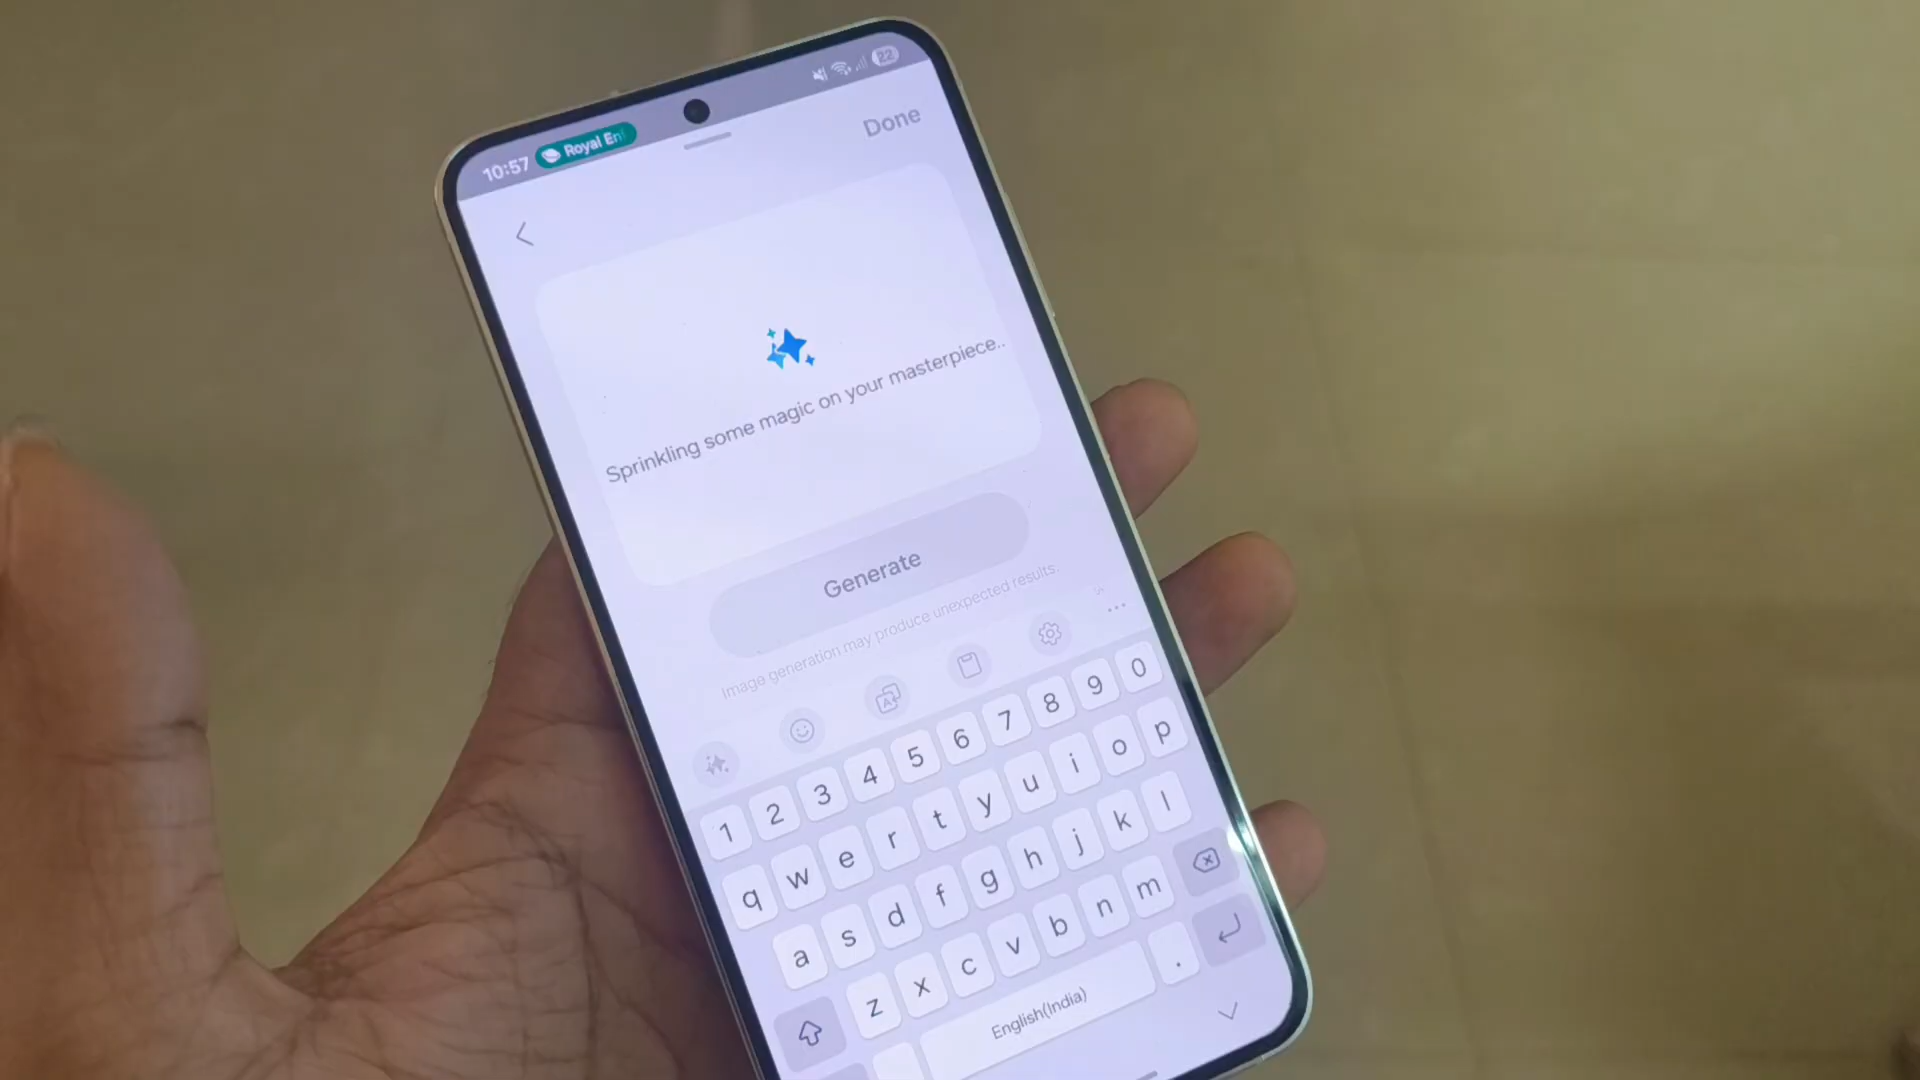 10:57 Royal En
22
Done
Sprinkling some magic on your masterpiece..
Generate
Image generation may produce unexpected results.
1 2 3 4 5 6 7 8 9 0
q w e r t y u i o p
a s d f g h j k l
z x c v b n m
English(India) .